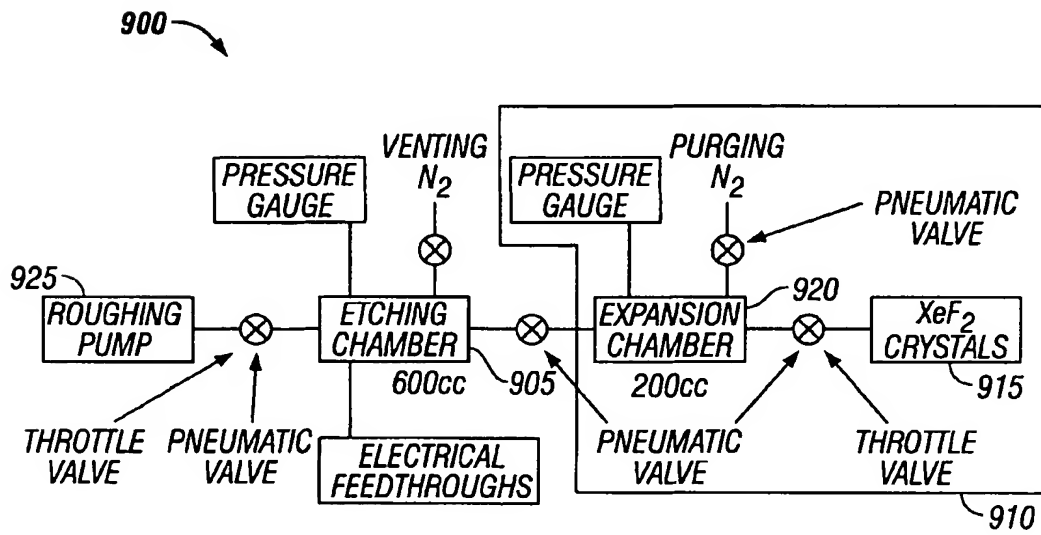 900
VENTING
N2
PURGING
N2
PRESSURE
GAUGE
PRESSURE
GAUGE
PNEUMATIC
VALVE
925
ROUGHING
PUMP
ETCHING
CHAMBER
905
600cc
EXPANSION
CHAMBER
920
200cc
XeF2
CRYSTALS
915
THROTTLE
VALVE
PNEUMATIC
VALVE
ELECTRICAL
FEEDTHROUGHS
PNEUMATIC
VALVE
THROTTLE
VALVE
910